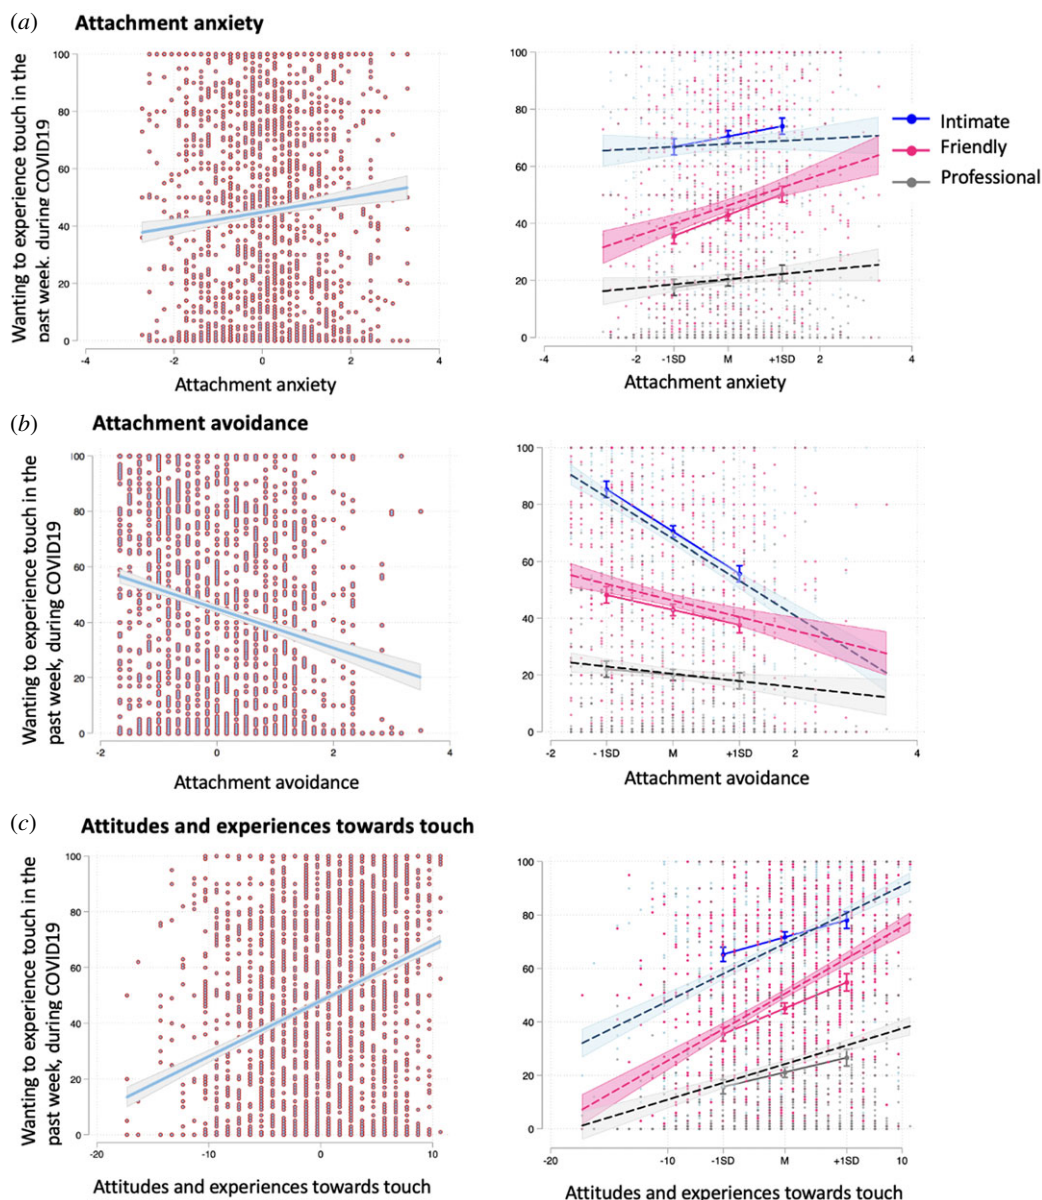 (a) Attachment anxiety
Wanting to experience touch in the
past week. during COVID19
100
80
60
40
20
0
-4 -2 0 2 4
Attachment anxiety
100
80
60
40
20
0
-4 -2 -1SD M +1SD 2 4
Attachment anxiety
Intimate
Friendly
Professional
(b) Attachment avoidance
Wanting to experience touch in the
past week, during COVID19
100
80
60
40
20
0
-2 0 2 4
Attachment avoidance
100
80
60
40
20
0
-2 - 1SD M +1SD 2 4
Attachment avoidance
(c) Attitudes and experiences towards touch
Wanting to experience touch in the
past week, during COVID19
100
80
60
40
20
0
-20 -10 0 10
Attitudes and experiences towards touch
100
80
60
40
20
0
-20 -10 -1SD M +1SD 10
Attitudes and experiences towards touch